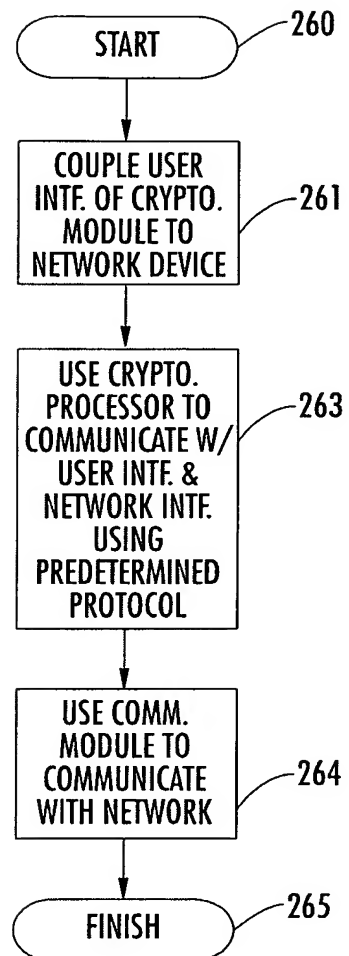 START
260
COUPLE USER
INTF. OF CRYPTO.
MODULE TO
NETWORK DEVICE
261
USE CRYPTO.
PROCESSOR TO
COMMUNICATE W/
USER INTF. &
NETWORK INTF.
USING
PREDETERMINED
PROTOCOL
263
USE COMM.
MODULE TO
COMMUNICATE
WITH NETWORK
264
FINISH
265